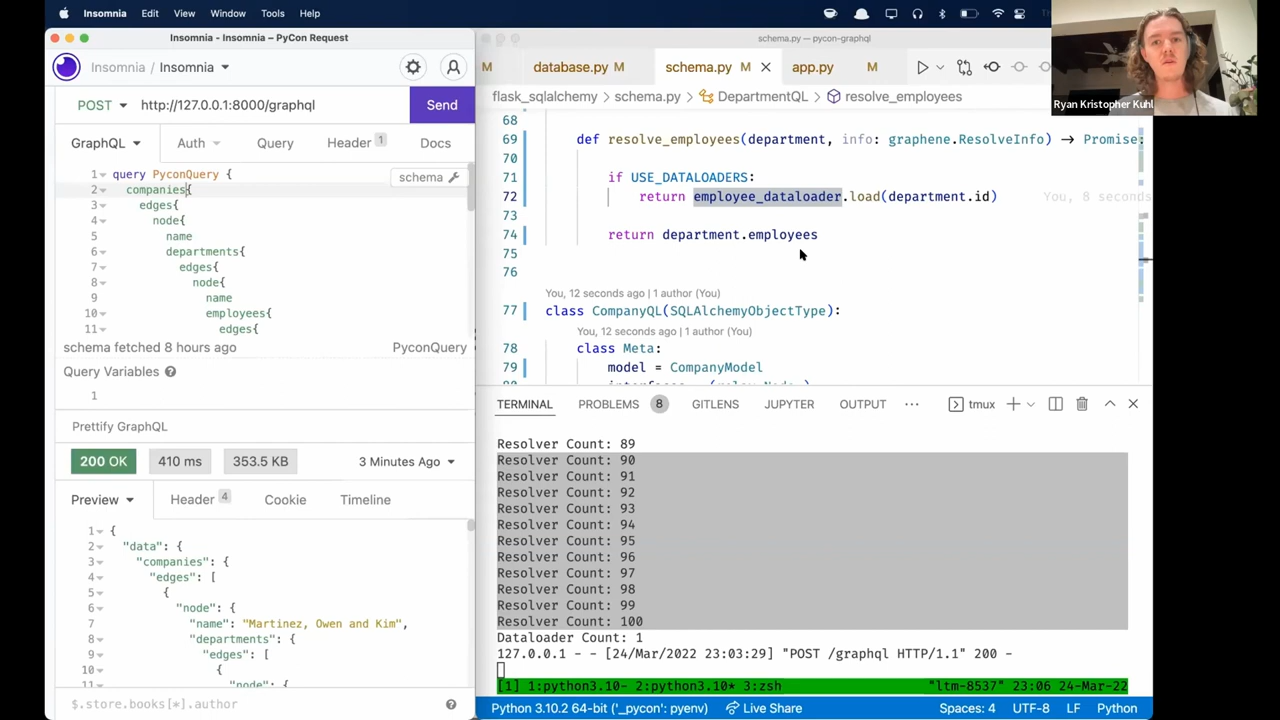 Insomnia File Edit View Window Tools Help
Insomnia - Insomnia – PyCon Request
schema.py — pycon-graphql
Insomnia / Insomnia
M database.py M schema.py M app.py M
Ryan Kristopher Kuhl
POST http://127.0.0.1:8000/graphql Send
flask_sqlalchemy > schema.py > DepartmentQL > resolve_employees
GraphQL Auth Query Header 1 Docs
schema
1 query PyconQuery {
2 companies{
3 edges{
4 node{
5 name
6 departments{
7 edges{
8 node{
9 name
10 employees{
11 edges{
schema fetched 8 hours ago PyconQuery
Query Variables
1
Prettify GraphQL
200 OK 410 ms 353.5 KB 3 Minutes Ago
Preview Header 4 Cookie Timeline
1 {
2 "data": {
3 "companies": {
4 "edges": [
5 {
6 "node": {
7 "name": "Martinez, Owen and Kim",
8 "departments": {
9 "edges": [
10 {
11 "node": {
$.store.books[*].author
68
69 def resolve_employees(department, info: graphene.ResolveInfo) → Promise:
70
71 if USE_DATALOADERS:
72 return employee_dataloader.load(department.id) You, 8 seconds
73
74 return department.employees
75
76
You, 12 seconds ago | 1 author (You)
77 class CompanyQL(SQLAlchemyObjectType):
You, 12 seconds ago | 1 author (You)
78 class Meta:
79 model = CompanyModel
TERMINAL PROBLEMS 8 GITLENS JUPYTER OUTPUT ··· tmux
Resolver Count: 89
Resolver Count: 90
Resolver Count: 91
Resolver Count: 92
Resolver Count: 93
Resolver Count: 94
Resolver Count: 95
Resolver Count: 96
Resolver Count: 97
Resolver Count: 98
Resolver Count: 99
Resolver Count: 100
Dataloader Count: 1
127.0.0.1 - - [24/Mar/2022 23:03:29] "POST /graphql HTTP/1.1" 200 -
[1] 1:python3.10- 2:python3.10* 3:zsh "ltm-8537" 23:06 24-Mar-22
Python 3.10.2 64-bit ('_pycon': pyenv) Live Share Spaces: 4 UTF-8 LF Python